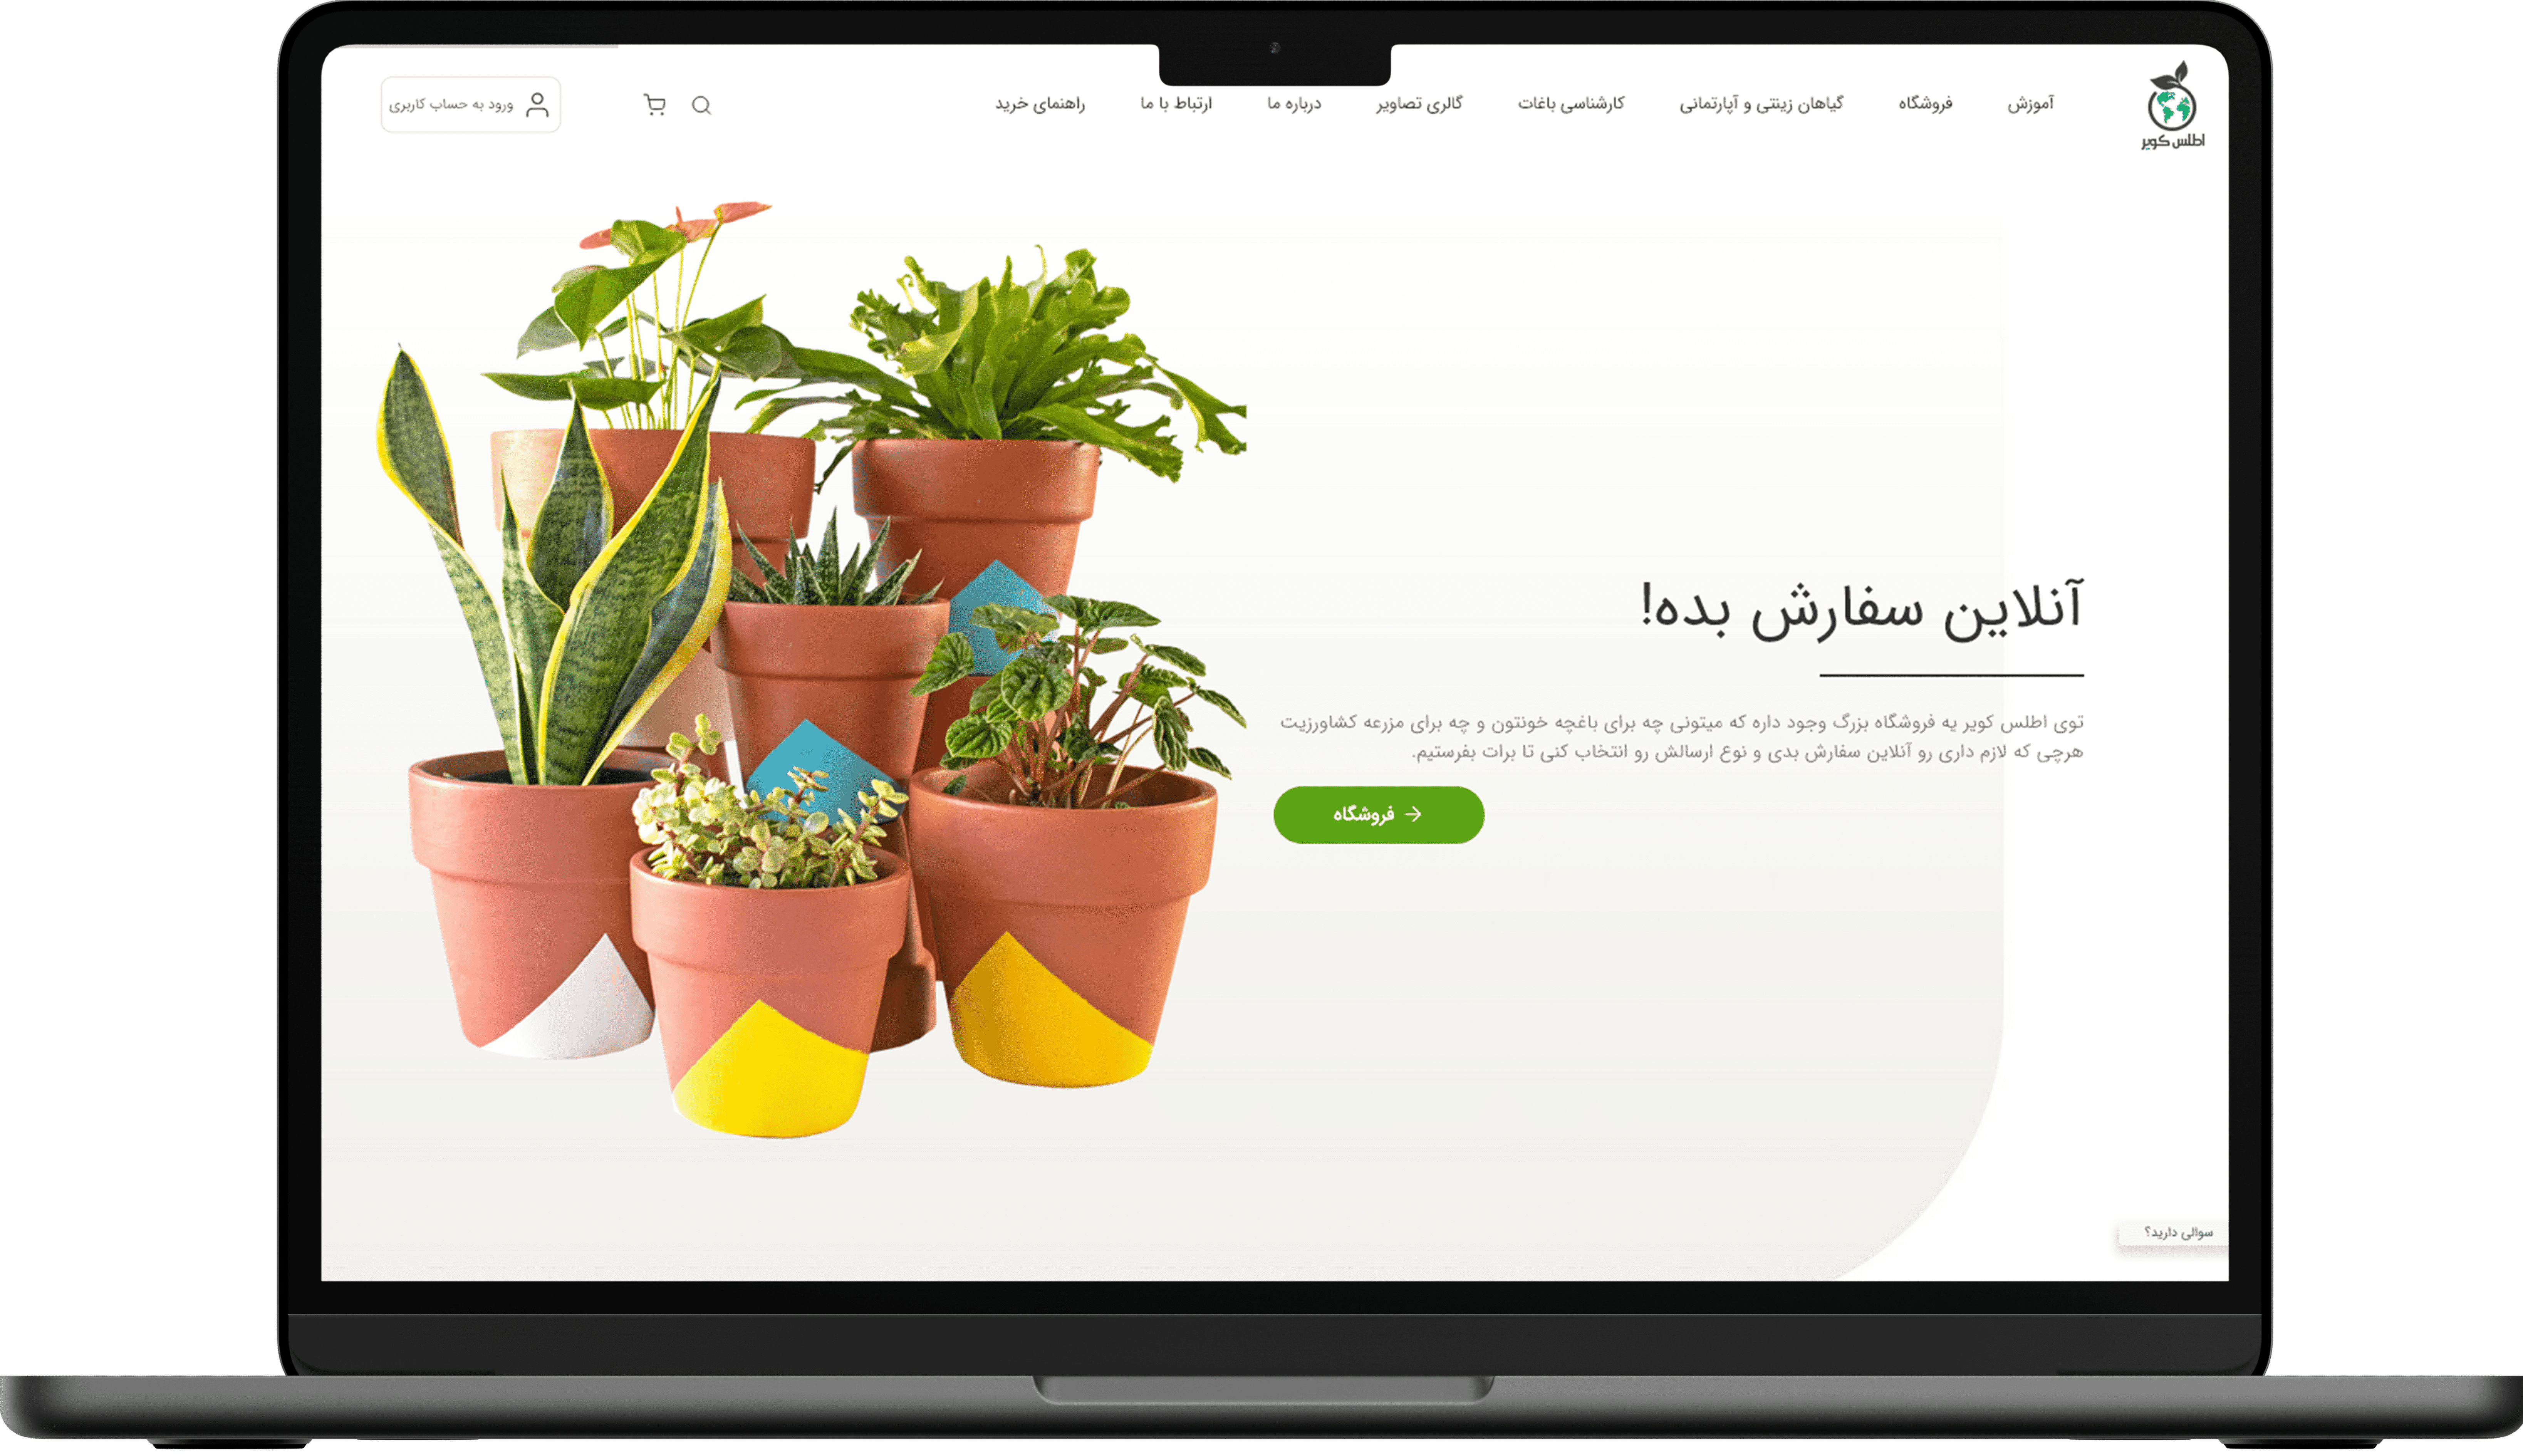 اطلس کویر
آموزش
فروشگاه
گیاهان زینتی و آپارتمانی
کارشناسی باغات
گالری تصاویر
درباره ما
ارتباط با ما
راهنمای خرید
ورود به حساب کاربری
آنلاین سفارش بده!
توی اطلس کویر یه فروشگاه بزرگ وجود داره که میتونی چه برای باغچه خونتون و چه برای مزرعه کشاورزیت
هرچی که لازم داری رو آنلاین سفارش بدی و نوع ارسالش رو انتخاب کنی تا برات بفرستیم.
فروشگاه
سوالی دارید؟